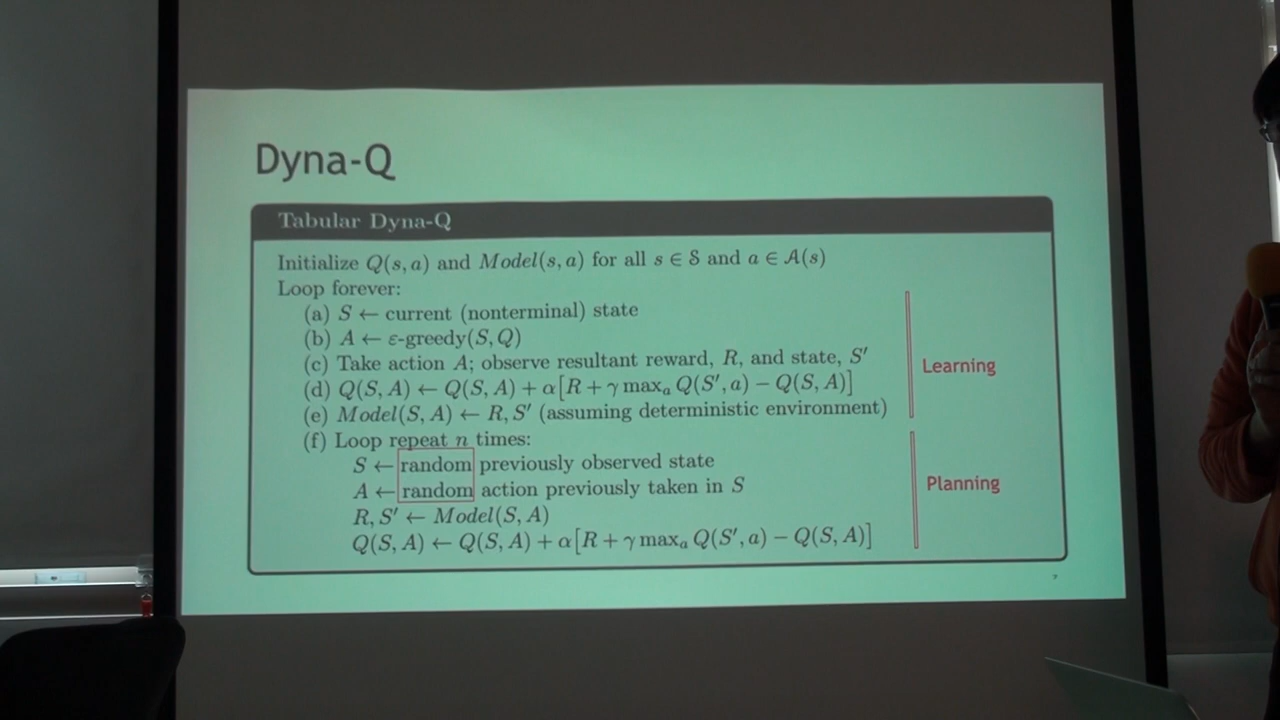 Dyna-Q
Tabular Dyna-Q
Initialize Q(s, a) and Model(s, a) for all s ∈ S and a ∈ A(s)
Loop forever:
(a) S ← current (nonterminal) state
(b) A ← ε-greedy(S, Q)
(c) Take action A; observe resultant reward, R, and state, S′
(d) Q(S, A) ← Q(S, A) + α[R + γ maxₐ Q(S′, a) − Q(S, A)]
(e) Model(S, A) ← R, S′ (assuming deterministic environment)
(f) Loop repeat n times:
S ← random previously observed state
A ← random action previously taken in S
R, S′ ← Model(S, A)
Q(S, A) ← Q(S, A) + α[R + γ maxₐ Q(S′, a) − Q(S, A)]
Learning
Planning
7